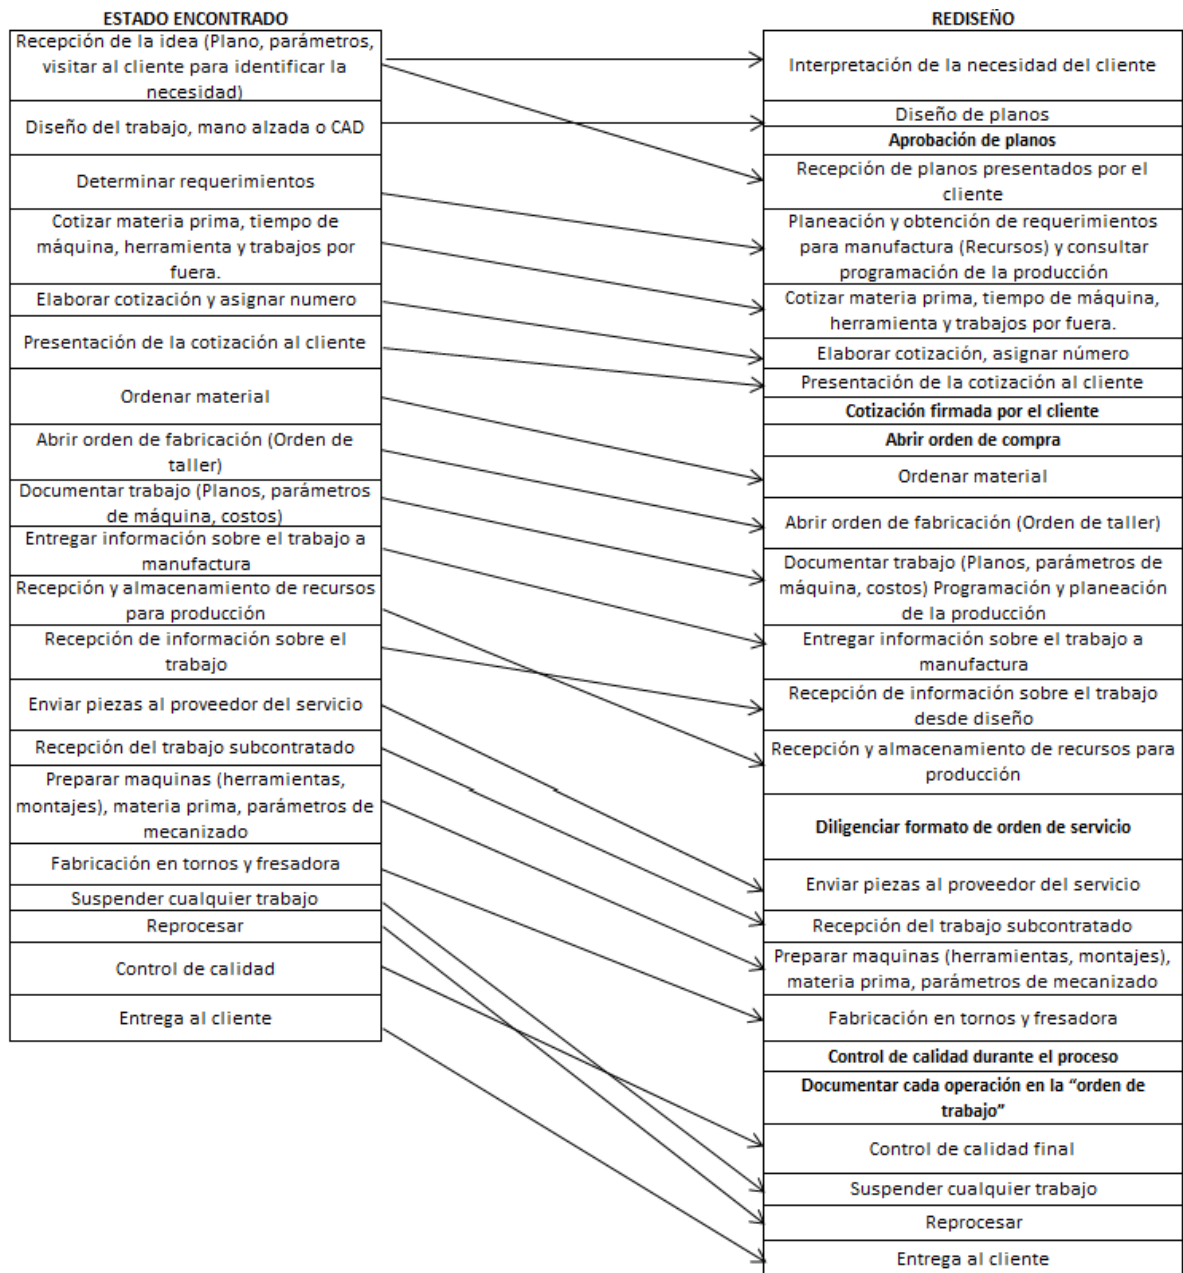 ESTADO ENCONTRADO
Recepción de la idea (Plano, parámetros,
visitar al cliente para identificar la
necesidad)
Diseño del trabajo, mano alzada o CAD
Determinar requerimientos
Cotizar materia prima, tiempo de
máquina, herramienta y trabajos por
fuera.
Elaborar cotización y asignar numero
Presentación de la cotización al cliente
Ordenar material
Abrir orden de fabricación (Orden de
taller)
Documentar trabajo (Planos, parámetros
de máquina, costos)
Entregar información sobre el trabajo a
manufactura
Recepción y almacenamiento de recursos
para producción
Recepción de información sobre el
trabajo
Enviar piezas al proveedor del servicio
Recepción del trabajo subcontratado
Preparar maquinas (herramientas,
montajes), materia prima, parámetros de
mecanizado
Fabricación en tornos y fresadora
Suspender cualquier trabajo
Reprocesar
Control de calidad
Entrega al cliente
REDISEÑO
Interpretación de la necesidad del cliente
Diseño de planos
Aprobación de planos
Recepción de planos presentados por el
cliente
Planeación y obtención de requerimientos
para manufactura (Recursos) y consultar
programación de la producción
Cotizar materia prima, tiempo de máquina,
herramienta y trabajos por fuera.
Elaborar cotización, asignar número
Presentación de la cotización al cliente
Cotización firmada por el cliente
Abrir orden de compra
Ordenar material
Abrir orden de fabricación (Orden de taller)
Documentar trabajo (Planos, parámetros de
máquina, costos) Programación y planeación
de la producción
Entregar información sobre el trabajo a
manufactura
Recepción de información sobre el trabajo
desde diseño
Recepción y almacenamiento de recursos para
producción
Diligenciar formato de orden de servicio
Enviar piezas al proveedor del servicio
Recepción del trabajo subcontratado
Preparar maquinas (herramientas, montajes),
materia prima, parámetros de mecanizado
Fabricación en tornos y fresadora
Control de calidad durante el proceso
Documentar cada operación en la “orden de
trabajo”
Control de calidad final
Suspender cualquier trabajo
Reprocesar
Entrega al cliente